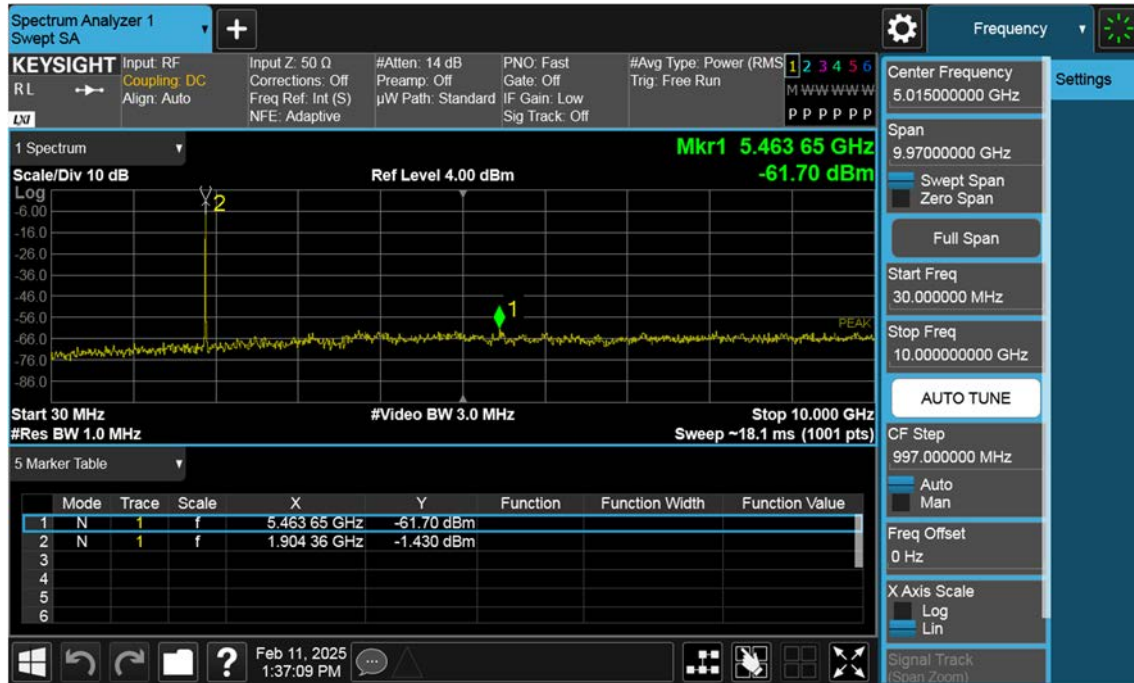 Spectrum Analyzer 1
Swept SA
Frequency
KEYSIGHT
RL
LXI
Input: RF
Coupling: DC
Align: Auto
Input Z: 50 Ω
Corrections: Off
Freq Ref: Int (S)
NFE: Adaptive
#Atten: 14 dB
Preamp: Off
µW Path: Standard
PNO: Fast
Gate: Off
IF Gain: Low
Sig Track: Off
#Avg Type: Power (RMS
Trig: Free Run
1 2 3 4 5 6
M W W W W W
P P P P P P
1 Spectrum
Scale/Div 10 dB
Ref Level 4.00 dBm
Mkr1 5.463 65 GHz
-61.70 dBm
Log
-6.00
-16.0
-26.0
-36.0
-46.0
-56.0
-66.0
-76.0
-86.0
2
1
PEAK
Start 30 MHz
#Video BW 3.0 MHz
Stop 10.000 GHz
#Res BW 1.0 MHz
Sweep ~18.1 ms (1001 pts)
5 Marker Table
Mode Trace Scale X Y Function Function Width Function Value
1 N 1 f 5.463 65 GHz -61.70 dBm
2 N 1 f 1.904 36 GHz -1.430 dBm
3
4
5
6
Feb 11, 2025
1:37:09 PM
Center Frequency
5.015000000 GHz
Settings
Span
9.97000000 GHz
Swept Span
Zero Span
Full Span
Start Freq
30.000000 MHz
Stop Freq
10.000000000 GHz
AUTO TUNE
CF Step
997.000000 MHz
Auto
Man
Freq Offset
0 Hz
X Axis Scale
Log
Lin
Signal Track
(Span Zoom)